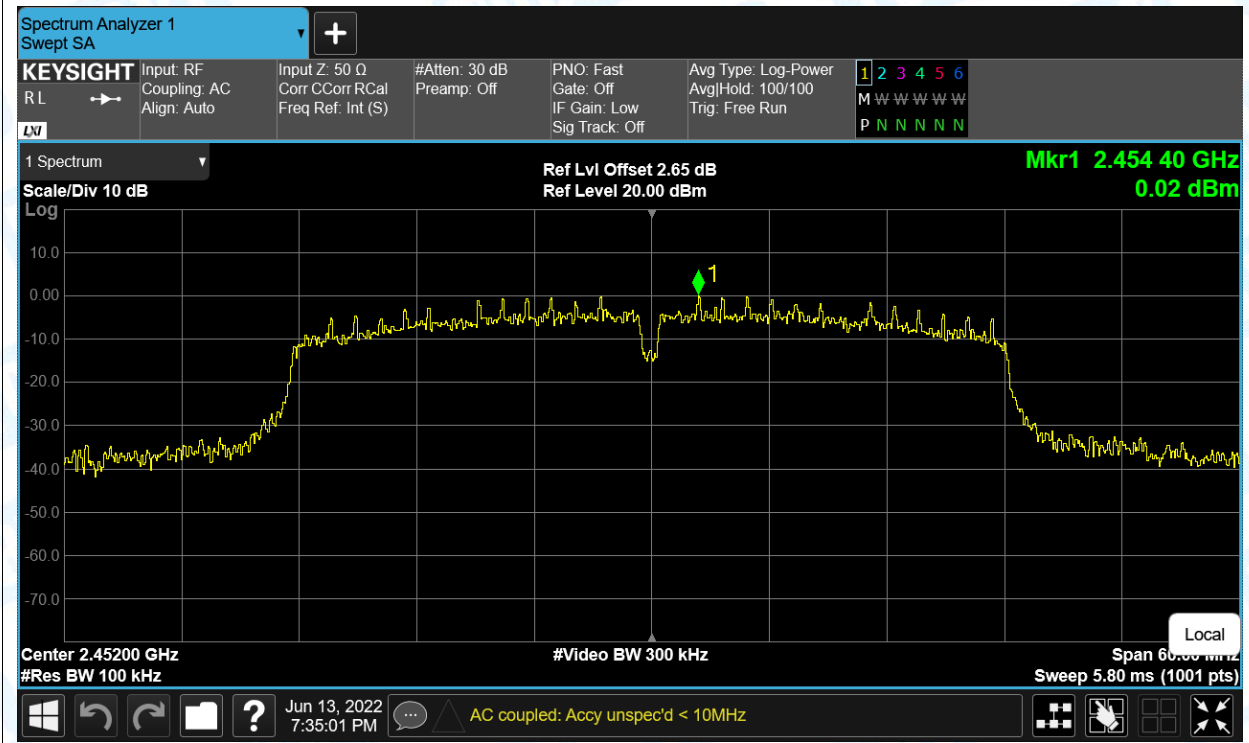 Spectrum Analyzer 1
Swept SA
+
KEYSIGHT
R L
LXI
Input: RF
Coupling: AC
Align: Auto
Input Z: 50 Ω
Corr CCorr RCal
Freq Ref: Int (S)
#Atten: 30 dB
Preamp: Off
PNO: Fast
Gate: Off
IF Gain: Low
Sig Track: Off
Avg Type: Log-Power
Avg|Hold: 100/100
Trig: Free Run
1 2 3 4 5 6
M W W W W W
P N N N N N
1 Spectrum
Scale/Div 10 dB
Log
Ref Lvl Offset 2.65 dB
Ref Level 20.00 dBm
Mkr1 2.454 40 GHz
0.02 dBm
10.0
0.00
-10.0
-20.0
-30.0
-40.0
-50.0
-60.0
-70.0
1
Local
Center 2.45200 GHz
#Video BW 300 kHz
Span 60.00 MHz
#Res BW 100 kHz
Sweep 5.80 ms (1001 pts)
?
Jun 13, 2022
7:35:01 PM
AC coupled: Accy unspec'd < 10MHz